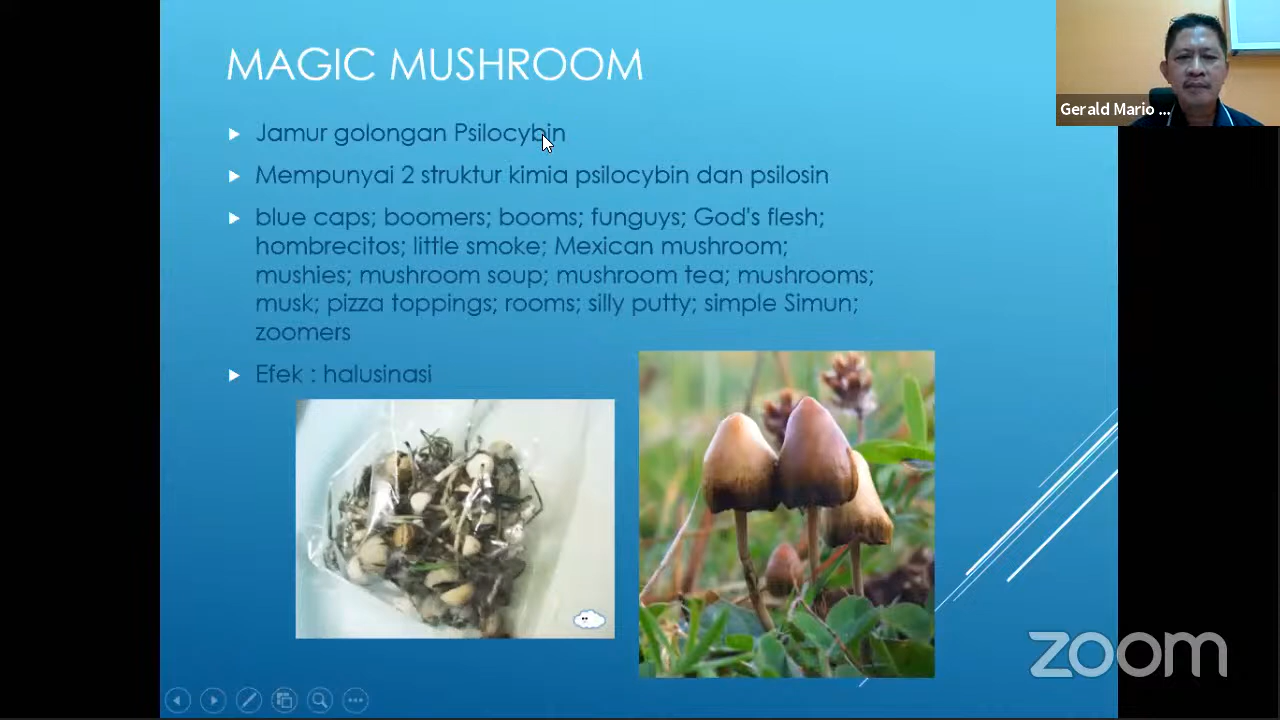 MAGIC MUSHROOM
Jamur golongan Psilocybin
Mempunyai 2 struktur kimia psilocybin dan psilosin
blue caps; boomers; booms; funguys; God's flesh;
hombrecitos; little smoke; Mexican mushroom;
mushies; mushroom soup; mushroom tea; mushrooms;
musk; pizza toppings; rooms; silly putty; simple Simun;
zoomers
Efek : halusinasi
Gerald Mario ...
zoom